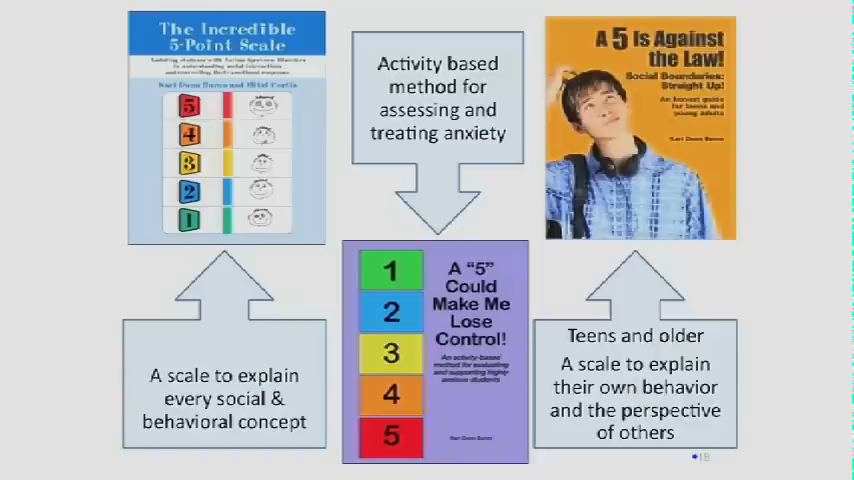 The Incredible
5-Point Scale
Kari Dunn Buron and Mitzi Curtis
5
4
3
2
1
Activity based
method for
assessing and
treating anxiety
A 5 Is Against
the Law!
Social Boundaries:
Straight Up!
An honest guide
for teens and
young adults
Kari Dunn Buron
A scale to explain
every social &
behavioral concept
1
2
3
4
5
A "5"
Could
Make Me
Lose
Control!
An activity-based
method for evaluating
and supporting highly
anxious students
Kari Dunn Buron
Teens and older
A scale to explain
their own behavior
and the perspective
of others
18